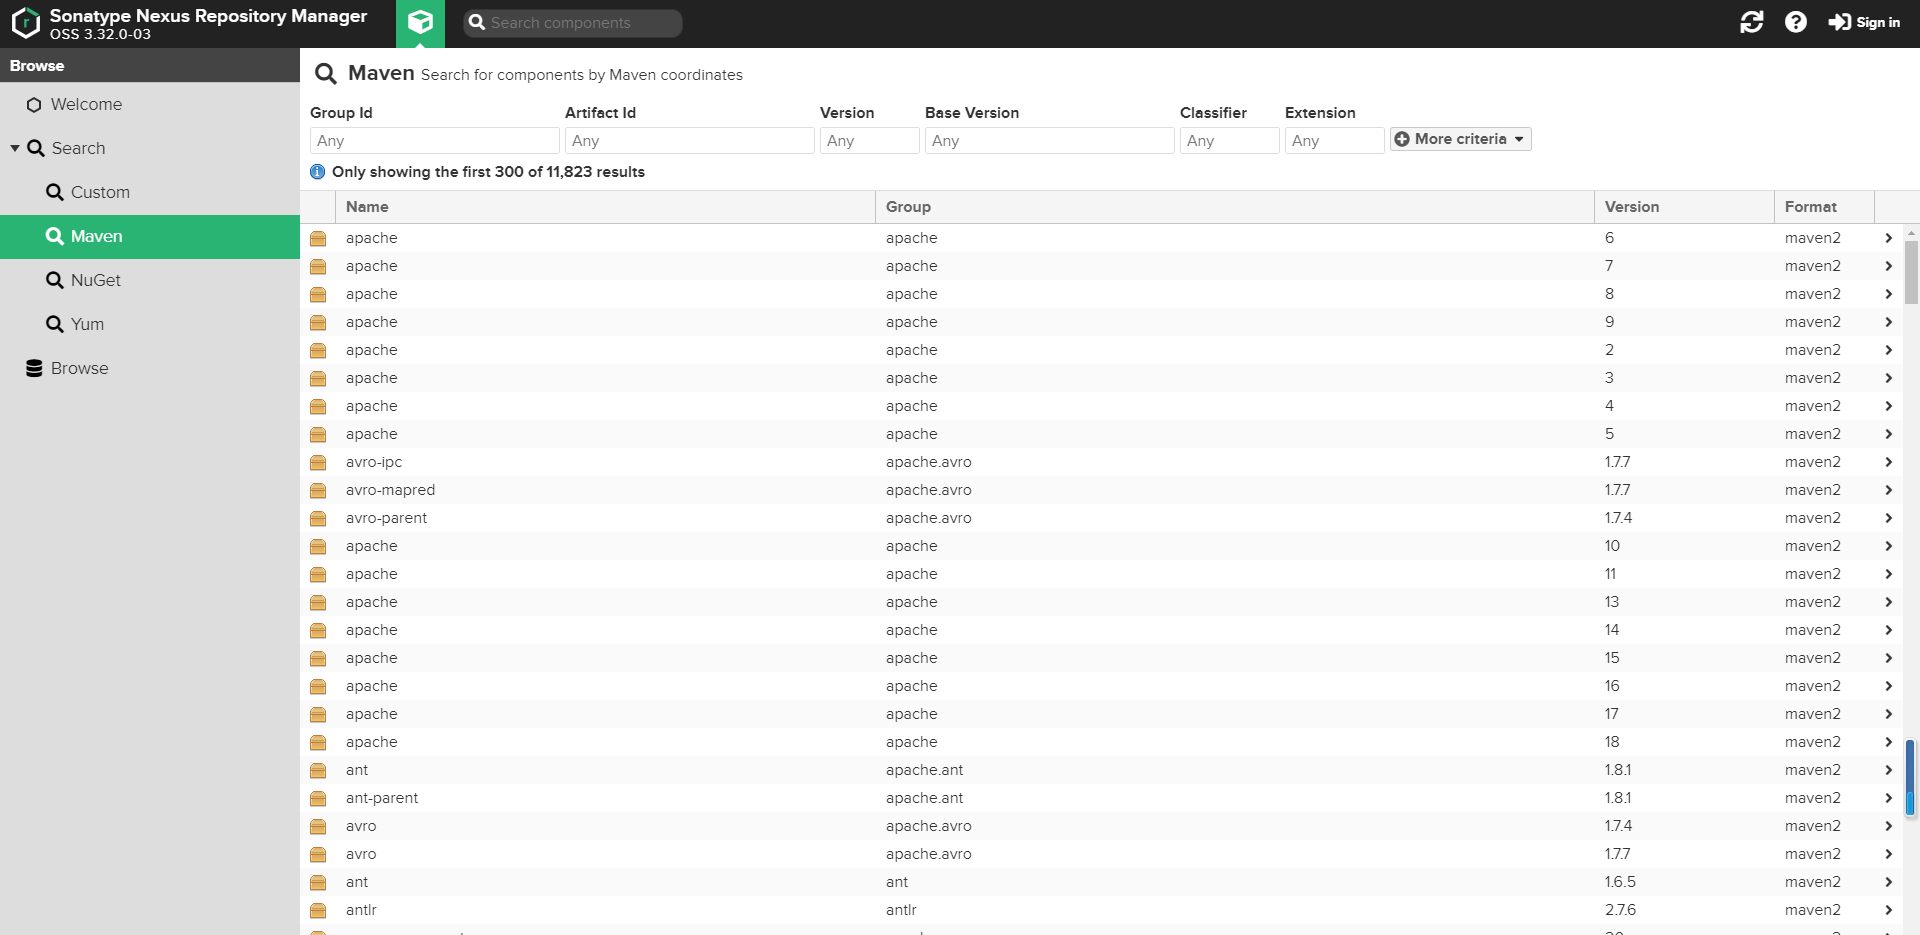 Sonatype Nexus Repository Manager
OSS 3.32.0-03
Search components
Sign in
Browse
Welcome
Search
Custom
Maven
NuGet
Yum
Browse
Maven Search for components by Maven coordinates
Group Id Artifact Id Version Base Version Classifier Extension
Any Any Any Any Any Any More criteria
Only showing the first 300 of 11,823 results
Name Group Version Format
apache apache 6 maven2
apache apache 7 maven2
apache apache 8 maven2
apache apache 9 maven2
apache apache 2 maven2
apache apache 3 maven2
apache apache 4 maven2
apache apache 5 maven2
avro-ipc apache.avro 1.7.7 maven2
avro-mapred apache.avro 1.7.7 maven2
avro-parent apache.avro 1.7.4 maven2
apache apache 10 maven2
apache apache 11 maven2
apache apache 13 maven2
apache apache 14 maven2
apache apache 15 maven2
apache apache 16 maven2
apache apache 17 maven2
apache apache 18 maven2
ant apache.ant 1.8.1 maven2
ant-parent apache.ant 1.8.1 maven2
avro apache.avro 1.7.4 maven2
avro apache.avro 1.7.7 maven2
ant ant 1.6.5 maven2
antlr antlr 2.7.6 maven2